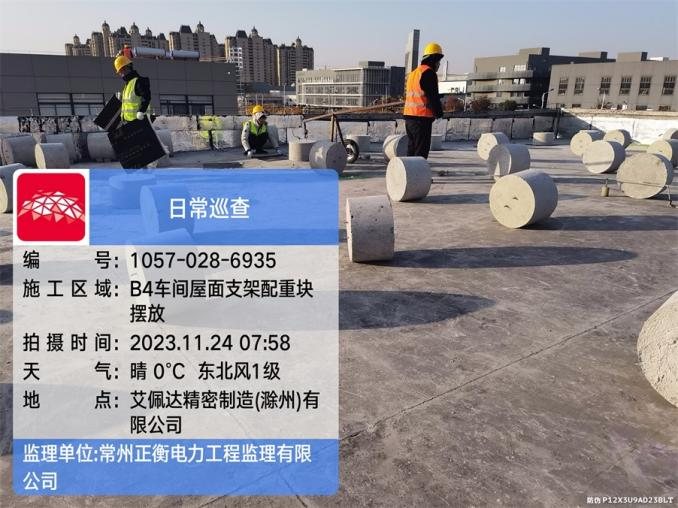 日常巡查
编号：1057-028-6935
施工区域：B4车间屋面支架配重块
摆放
拍摄时间：2023.11.24 07:58
天气：晴 0℃ 东北风1级
地点：艾佩达精密制造(滁州)有
限公司
监理单位:常州正衡电力工程监理有限
公司
防伪 P12X3U9AD23BLT